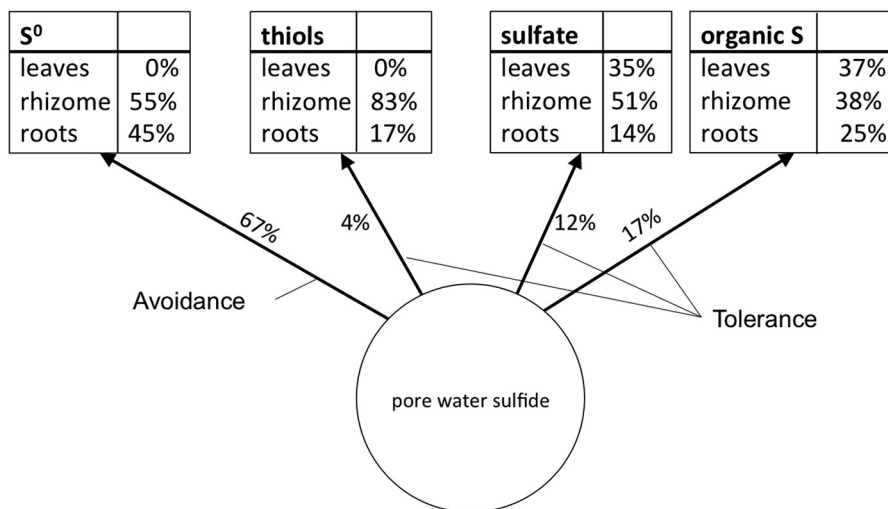 S⁰
leaves 0%
rhizome 55%
roots 45%
thiols
leaves 0%
rhizome 83%
roots 17%
sulfate
leaves 35%
rhizome 51%
roots 14%
organic S
leaves 37%
rhizome 38%
roots 25%
67%
4%
12%
17%
Avoidance
Tolerance
pore water sulfide